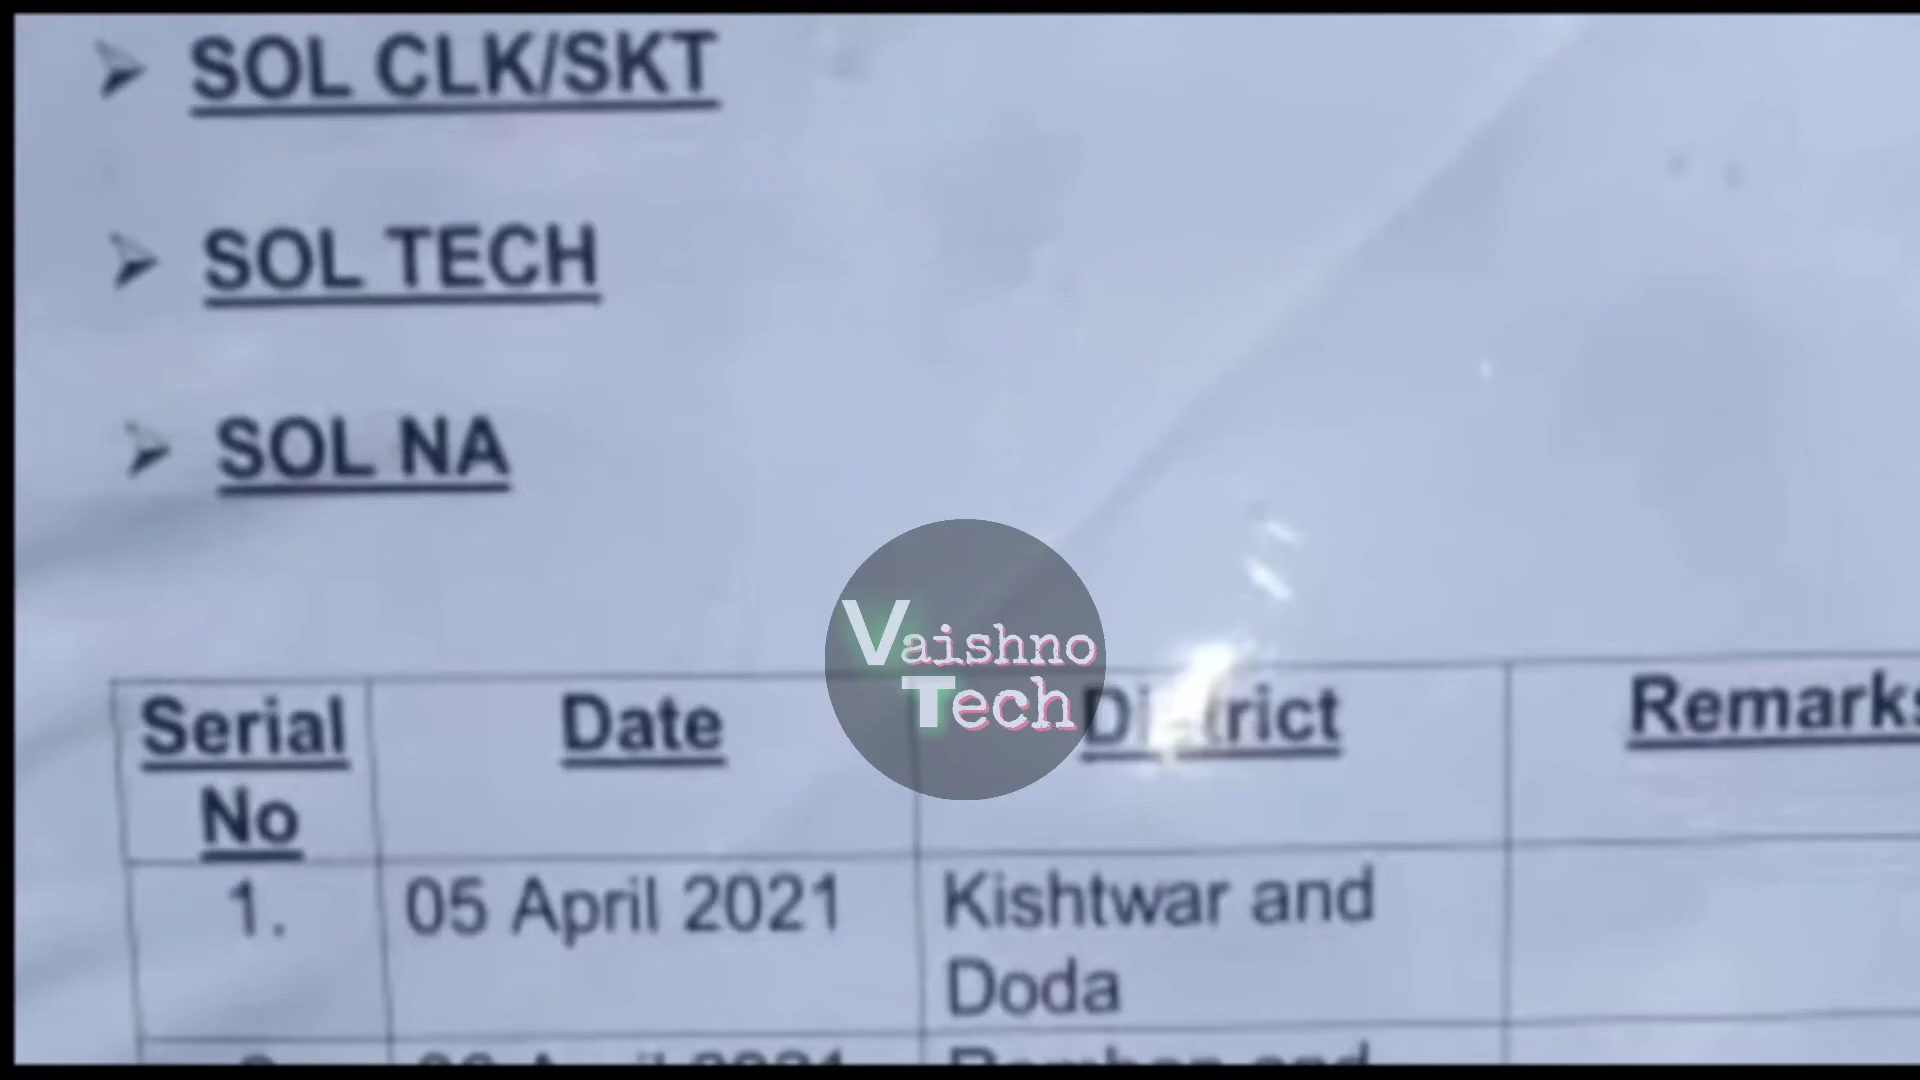 ➢ SOL CLK/SKT
➢ SOL TECH
➢ SOL NA
Vaishno
Tech
Serial No Date District Remarks
1. 05 April 2021 Kishtwar and
Doda